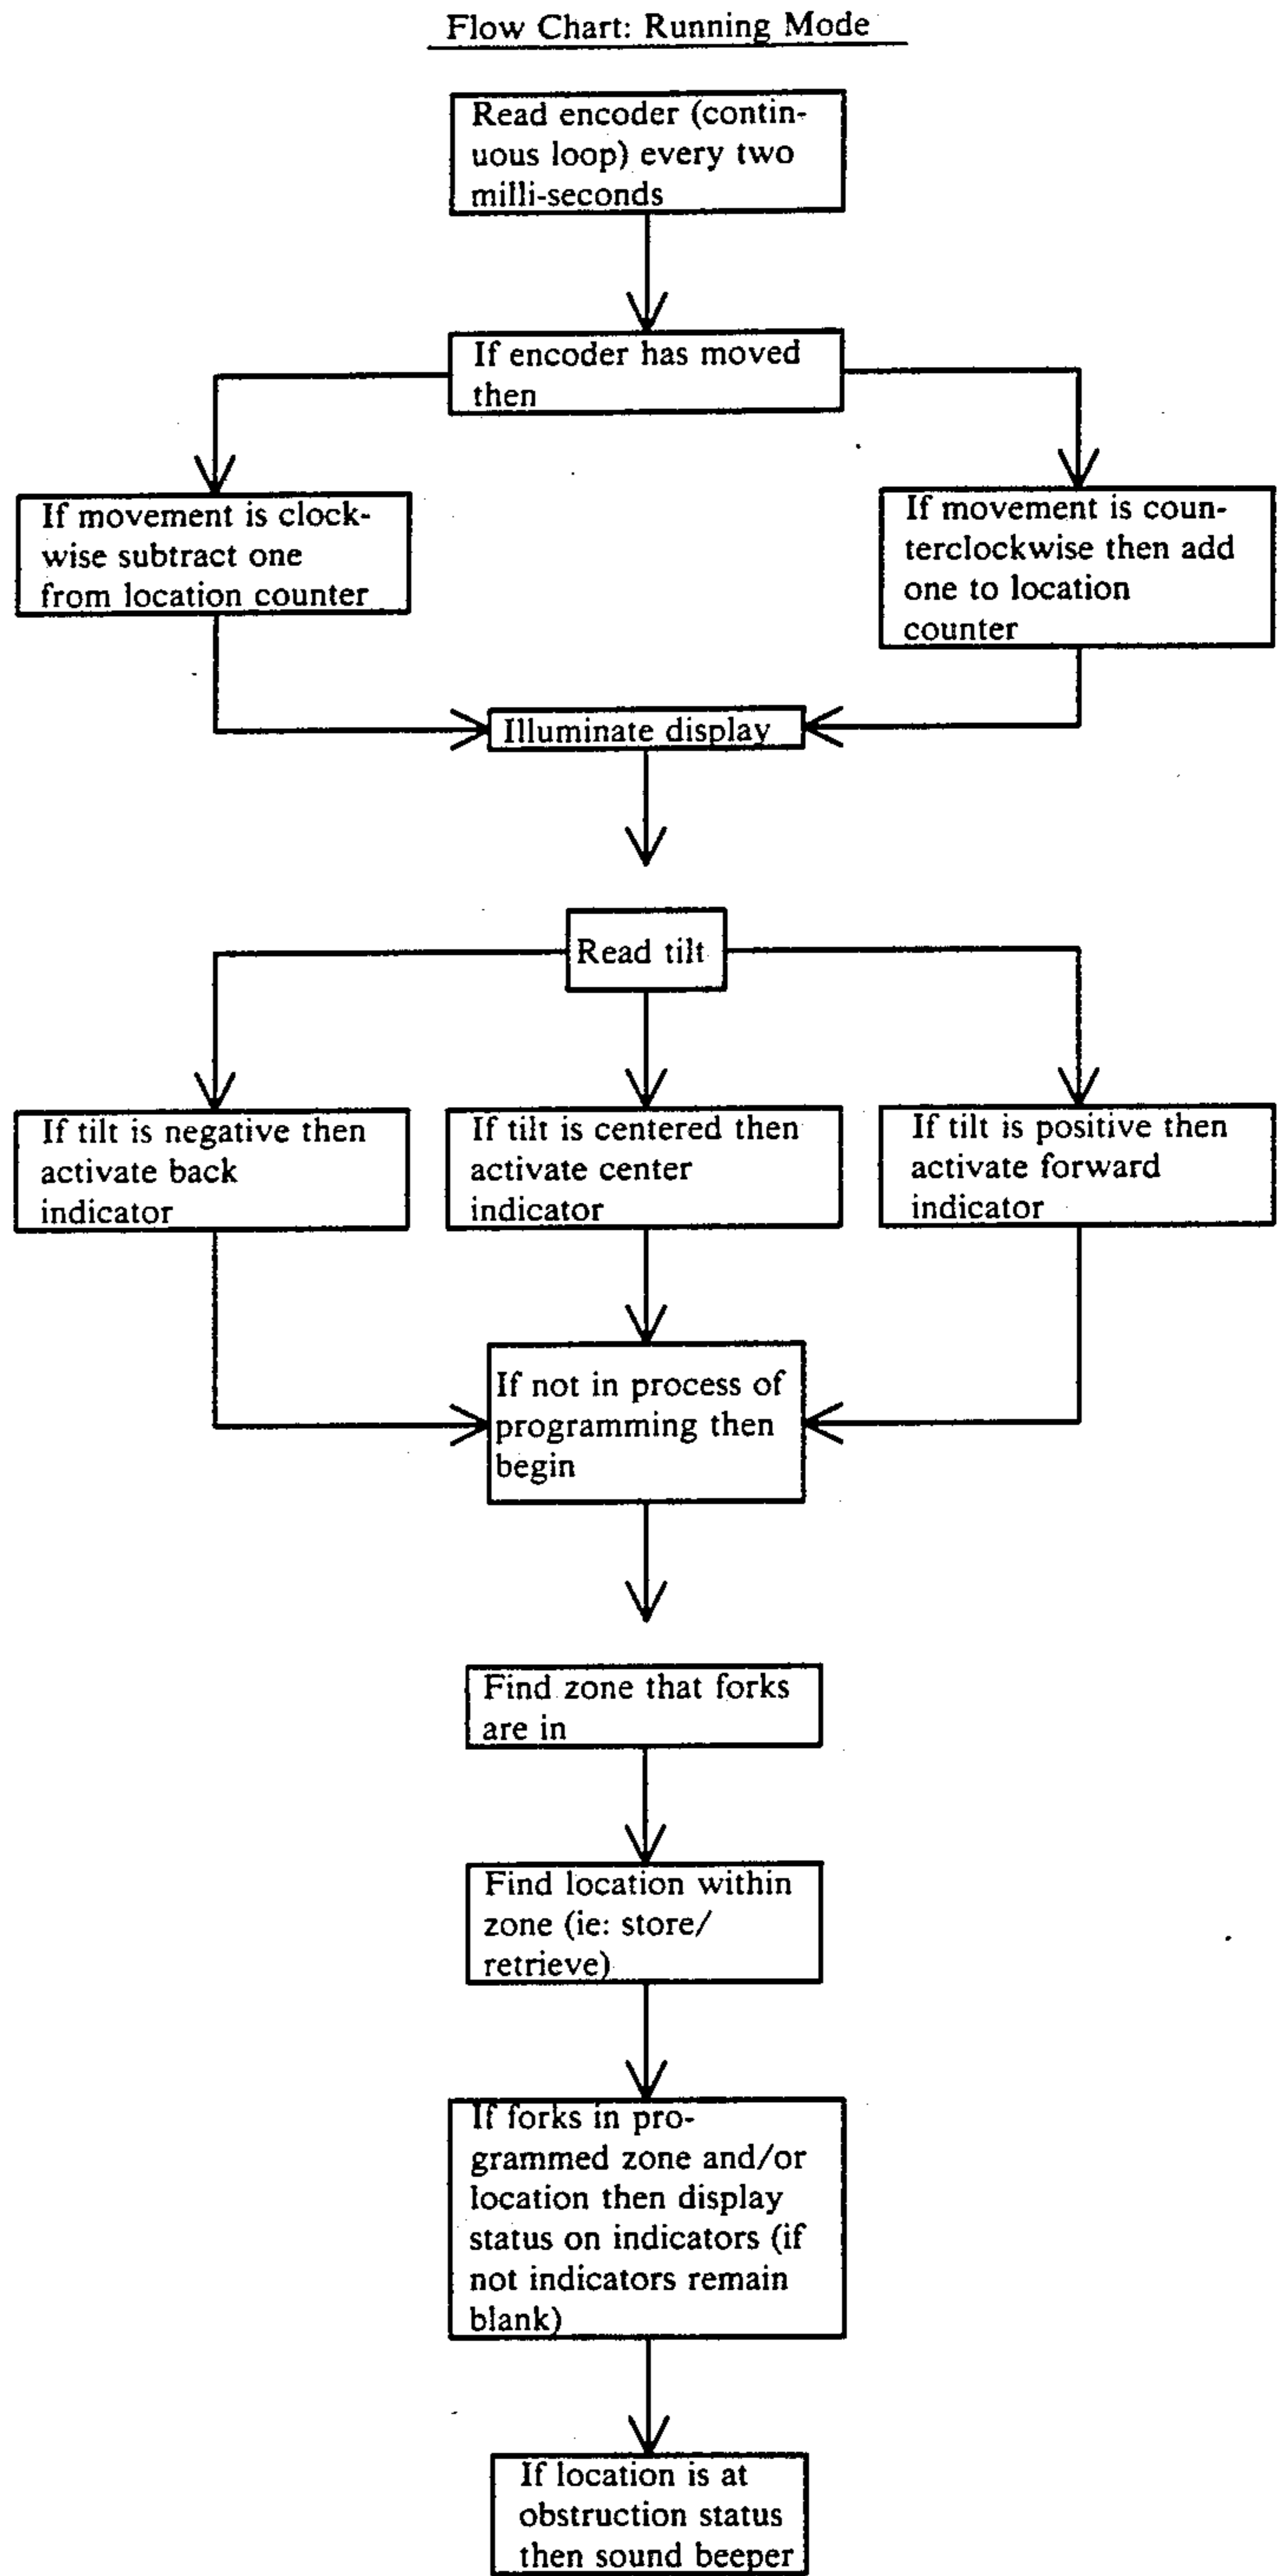 Flow Chart: Running Mode
Read encoder (contin-
uous loop) every two
milli-seconds
If encoder has moved
then
If movement is clock-
wise subtract one
from location counter
If movement is coun-
terclockwise then add
one to location
counter
Illuminate display
Read tilt
If tilt is negative then
activate back
indicator
If tilt is centered then
activate center
indicator
If tilt is positive then
activate forward
indicator
If not in process of
programming then
begin
Find zone that forks
are in
Find location within
zone (ie: store/
retrieve)
If forks in pro-
grammed zone and/or
location then display
status on indicators (if
not indicators remain
blank)
If location is at
obstruction status
then sound beeper